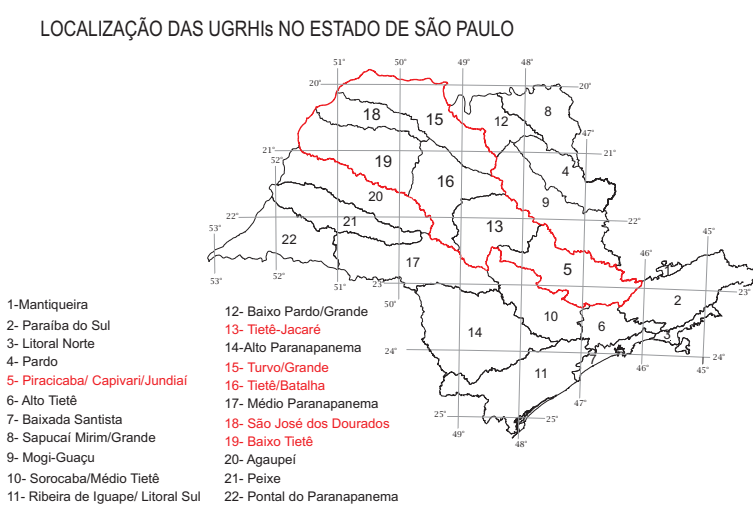 LOCALIZAÇÃO DAS UGRHIs NO ESTADO DE SÃO PAULO
51° 50° 49° 48°
20° 20°
18 15 12 8
47°
21° 21°
52°
19 16 4
20 9
53° 22° 21 13 22°
45°
22 17 5 46° 1
53° 52° 51° 23° 23°
50°
10 2
6 3
14 7
24° 24°
11 46° 45°
47°
25° 25°
49° 48°
1-Mantiqueira
2- Paraíba do Sul
3- Litoral Norte
4- Pardo
5- Piracicaba/ Capivari/Jundiaí
6- Alto Tietê
7- Baixada Santista
8- Sapucaí Mirim/Grande
9- Mogi-Guaçu
10- Sorocaba/Médio Tietê
11- Ribeira de Iguape/ Litoral Sul
12- Baixo Pardo/Grande
13- Tietê-Jacaré
14-Alto Paranapanema
15- Turvo/Grande
16- Tietê/Batalha
17- Médio Paranapanema
18- São José dos Dourados
19- Baixo Tietê
20- Agaupeí
21- Peixe
22- Pontal do Paranapanema